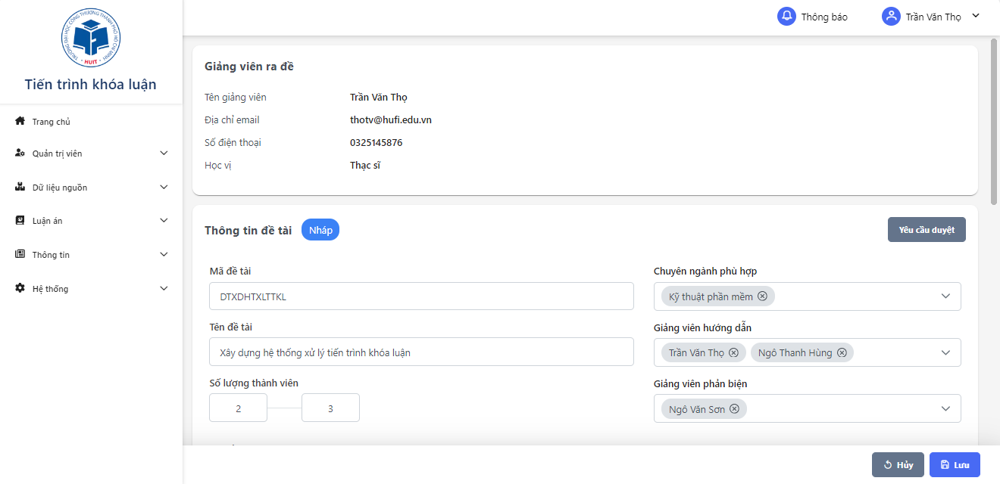 TRƯỜNG ĐẠI HỌC CÔNG THƯƠNG THÀNH PHỐ HỒ CHÍ MINH
HUIT
Tiến trình khóa luận
Trang chủ
Quản trị viên
Dữ liệu nguồn
Luận án
Thông tin
Hệ thống
Thông báo
Trần Văn Thọ
Giảng viên ra đề
Tên giảng viên Trần Văn Thọ
Địa chỉ email thotv@hufi.edu.vn
Số điện thoại 0325145876
Học vị Thạc sĩ
Thông tin đề tài Nháp Yêu cầu duyệt
Mã đề tài
DTXDHTXLTTKL
Tên đề tài
Xây dựng hệ thống xử lý tiến trình khóa luận
Số lượng thành viên
2 3
Chuyên ngành phù hợp
Kỹ thuật phần mềm
Giảng viên hướng dẫn
Trần Văn Thọ Ngô Thanh Hùng
Giảng viên phản biện
Ngô Văn Sơn
Hủy Lưu